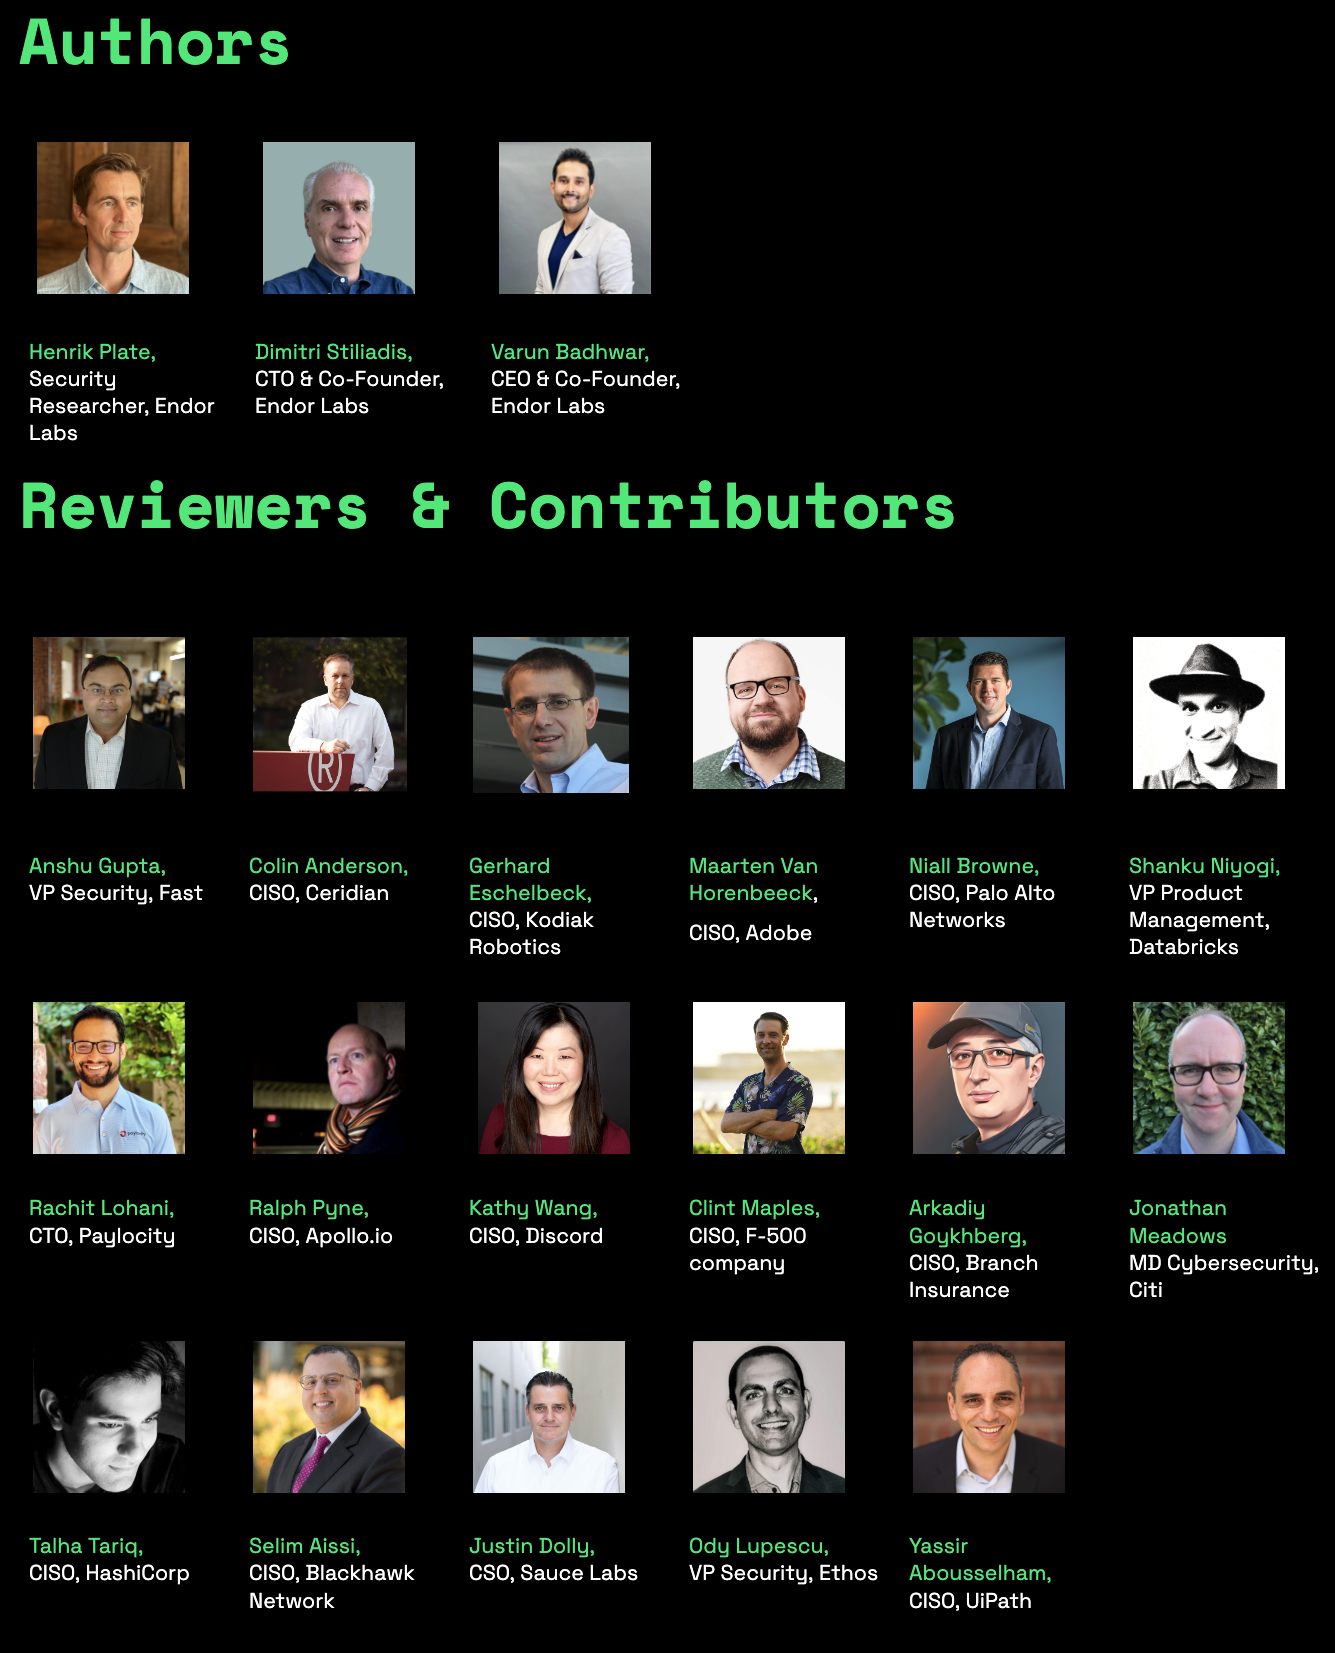 Authors
Henrik Plate,
Security
Researcher, Endor
Labs
Dimitri Stiliadis,
CTO & Co-Founder,
Endor Labs
Varun Badhwar,
CEO & Co-Founder,
Endor Labs
Reviewers & Contributors
(R)
Anshu Gupta,
VP Security, Fast
Colin Anderson,
CISO, Ceridian
Gerhard
Eschelbeck,
CISO, Kodiak
Robotics
Maarten Van
Horenbeeck,
CISO, Adobe
Niall Browne,
CISO, Palo Alto
Networks
Shanku Niyogi,
VP Product
Management,
Databricks
paylocity
Rachit Lohani,
CTO, Paylocity
Ralph Pyne,
CISO, Apollo.io
Kathy Wang,
CISO, Discord
Clint Maples,
CISO, F-500
company
Arkadiy
Goykhberg,
CISO, Branch
Insurance
Jonathan
Meadows
MD Cybersecurity,
Citi
Talha Tariq,
CISO, HashiCorp
Selim Aissi,
CISO, Blackhawk
Network
Justin Dolly,
CSO, Sauce Labs
Ody Lupescu,
VP Security, Ethos
Yassir
Abousselham,
CISO, UiPath